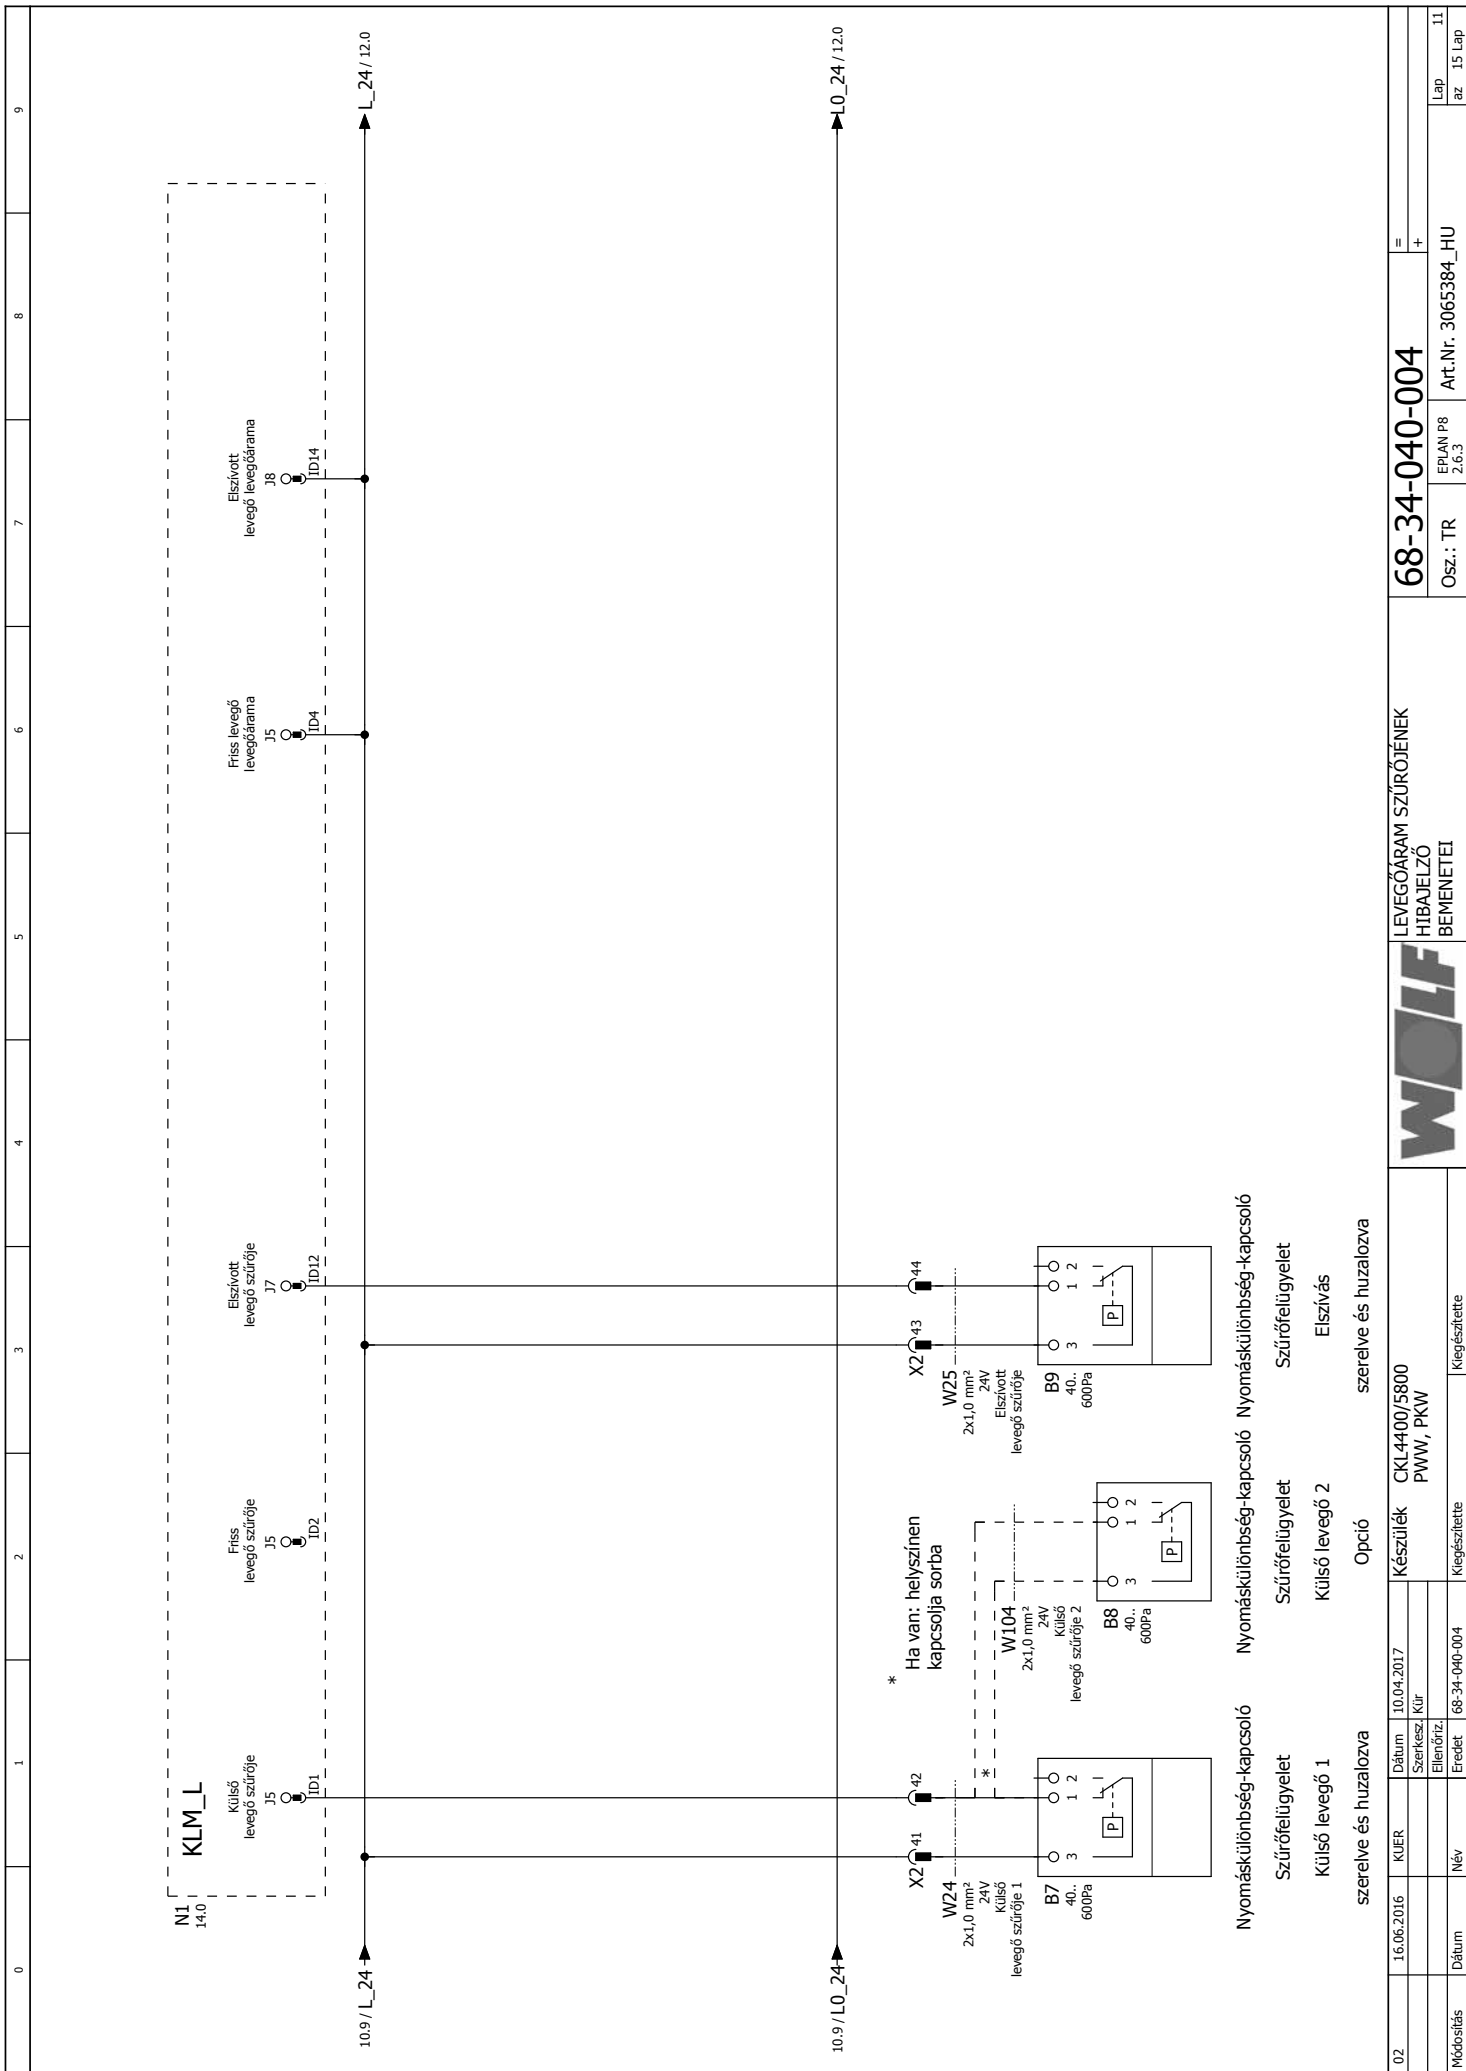 0 1 2 3 4 5 6 7 8 9
N1
14.0
KLM_L
Külső
levegő szűrője
J5
ID1
Friss
levegő szűrője
J5
ID2
Elszívott
levegő szűrője
J7
ID12
Friss levegő
levegőárama
J5
ID4
Elszívott
levegő levegőárama
J8
ID14
10.9 / L_24
L_24 / 12.0
10.9 / L0_24
L0_24 / 12.0
*
Ha van: helyszínen
kapcsolja sorba
X2 41 42
W24
2x1,0 mm²
24V
Külső
levegő szűrője 1
*
B7
40..
600Pa
3 1 2
P
W104
2x1,0 mm²
24V
Külső
levegő szűrője 2
B8
40..
600Pa
3 1 2
P
X2 43 44
W25
2x1,0 mm²
24V
Elszívott
levegő szűrője
B9
40..
600Pa
3 1 2
P
Nyomáskülönbség-kapcsoló
Szűrőfelügyelet
Külső levegő 1
szerelve és huzalozva
Nyomáskülönbség-kapcsoló
Szűrőfelügyelet
Külső levegő 2
Opció
Nyomáskülönbség-kapcsoló
Szűrőfelügyelet
Elszívás
szerelve és huzalozva
02 16.06.2016 KUER
Módosítás Dátum Név
Dátum 10.04.2017
Szerkesz. Kür
Ellenőriz.
Eredet 68-34-040-004
Készülék CKL4400/5800
PWW, PKW
Kiegészítette Kiegészítette
WOLF
LEVEGŐÁRAM SZŰRŐJÉNEK
HIBAJELZŐ
BEMENETEI
68-34-040-004
=
+
Osz.: TR
EPLAN P8
2.6.3
Art.Nr. 3065384_HU
Lap 11
az 15 Lap